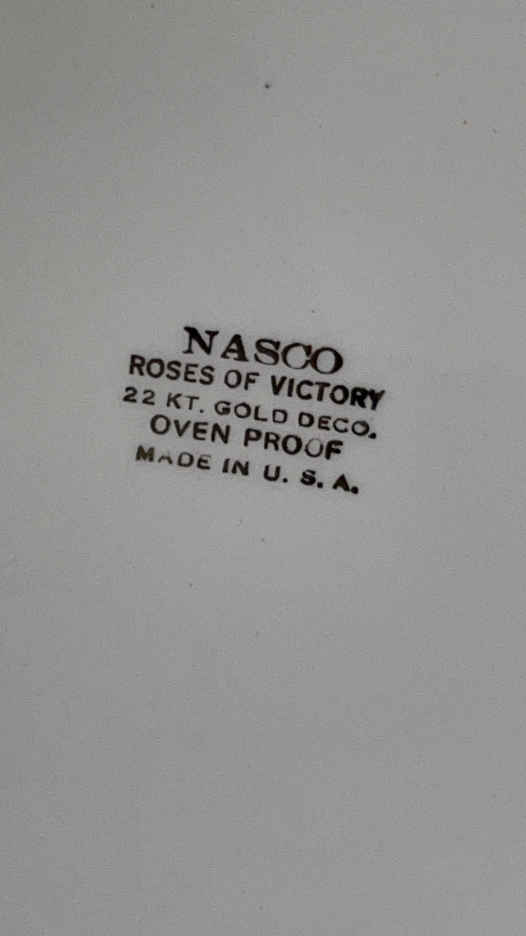 NASCO
ROSES OF VICTORY
22 KT. GOLD DECO.
OVEN PROOF
MADE IN U. S. A.